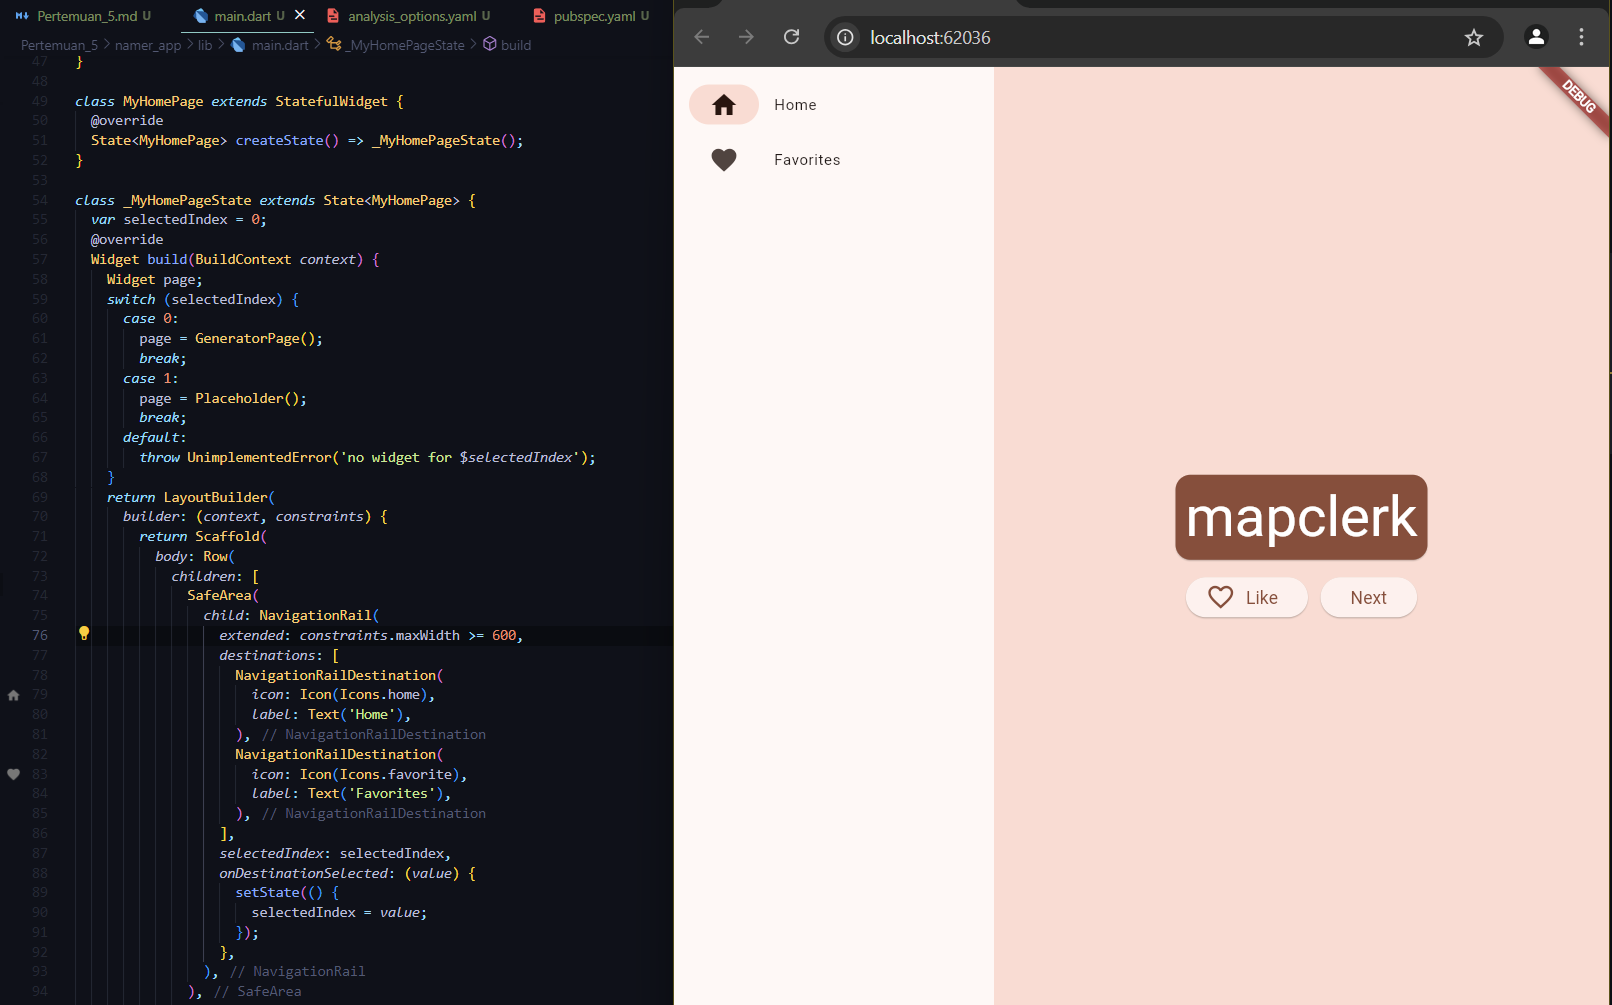 Pertemuan_5.md U
main.dart U
analysis_options.yaml U
pubspec.yaml U
Pertemuan_5 > namer_app > lib > main.dart > _MyHomePageState > build
47 }
48
49 class MyHomePage extends StatefulWidget {
50 @override
51 State<MyHomePage> createState() => _MyHomePageState();
52 }
53
54 class _MyHomePageState extends State<MyHomePage> {
55 var selectedIndex = 0;
56 @override
57 Widget build(BuildContext context) {
58 Widget page;
59 switch (selectedIndex) {
60 case 0:
61 page = GeneratorPage();
62 break;
63 case 1:
64 page = Placeholder();
65 break;
66 default:
67 throw UnimplementedError('no widget for $selectedIndex');
68 }
69 return LayoutBuilder(
70 builder: (context, constraints) {
71 return Scaffold(
72 body: Row(
73 children: [
74 SafeArea(
75 child: NavigationRail(
76 extended: constraints.maxWidth >= 600,
77 destinations: [
78 NavigationRailDestination(
79 icon: Icon(Icons.home),
80 label: Text('Home'),
81 ), // NavigationRailDestination
82 NavigationRailDestination(
83 icon: Icon(Icons.favorite),
84 label: Text('Favorites'),
85 ), // NavigationRailDestination
86 ],
87 selectedIndex: selectedIndex,
88 onDestinationSelected: (value) {
89 setState(() {
90 selectedIndex = value;
91 });
92 },
93 ), // NavigationRail
94 ), // SafeArea
localhost:62036
Home
Favorites
DEBUG
mapclerk
Like
Next